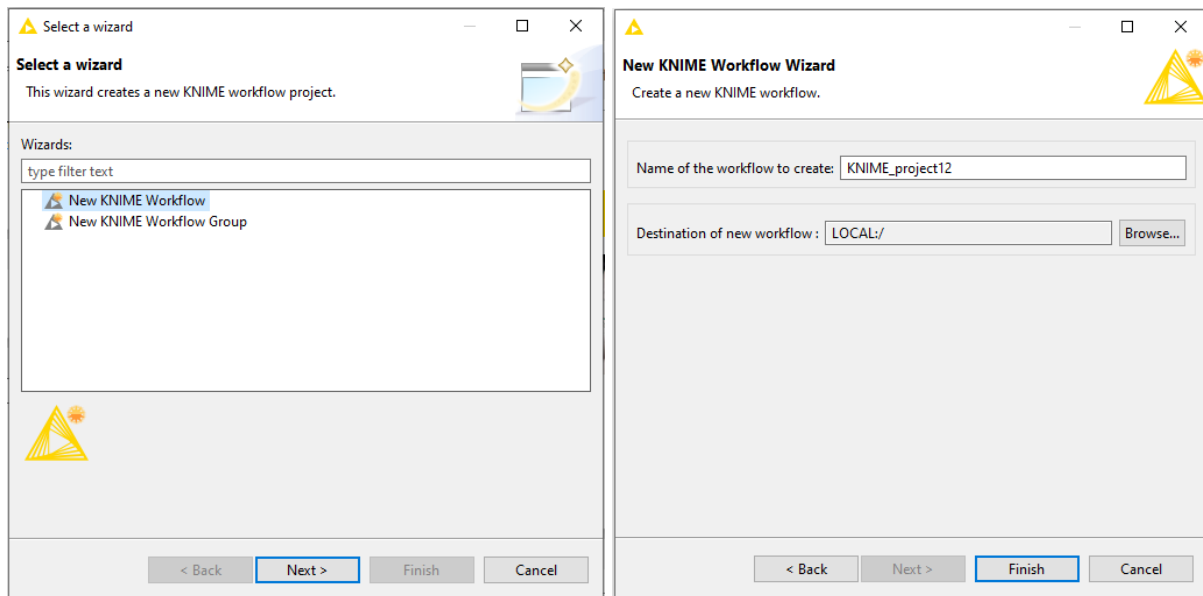 Select a wizard
Select a wizard
This wizard creates a new KNIME workflow project.
Wizards:
type filter text
New KNIME Workflow
New KNIME Workflow Group
< Back
Next >
Finish
Cancel
New KNIME Workflow Wizard
Create a new KNIME workflow.
Name of the workflow to create: KNIME_project12
Destination of new workflow : LOCAL:/ Browse...
< Back
Next >
Finish
Cancel